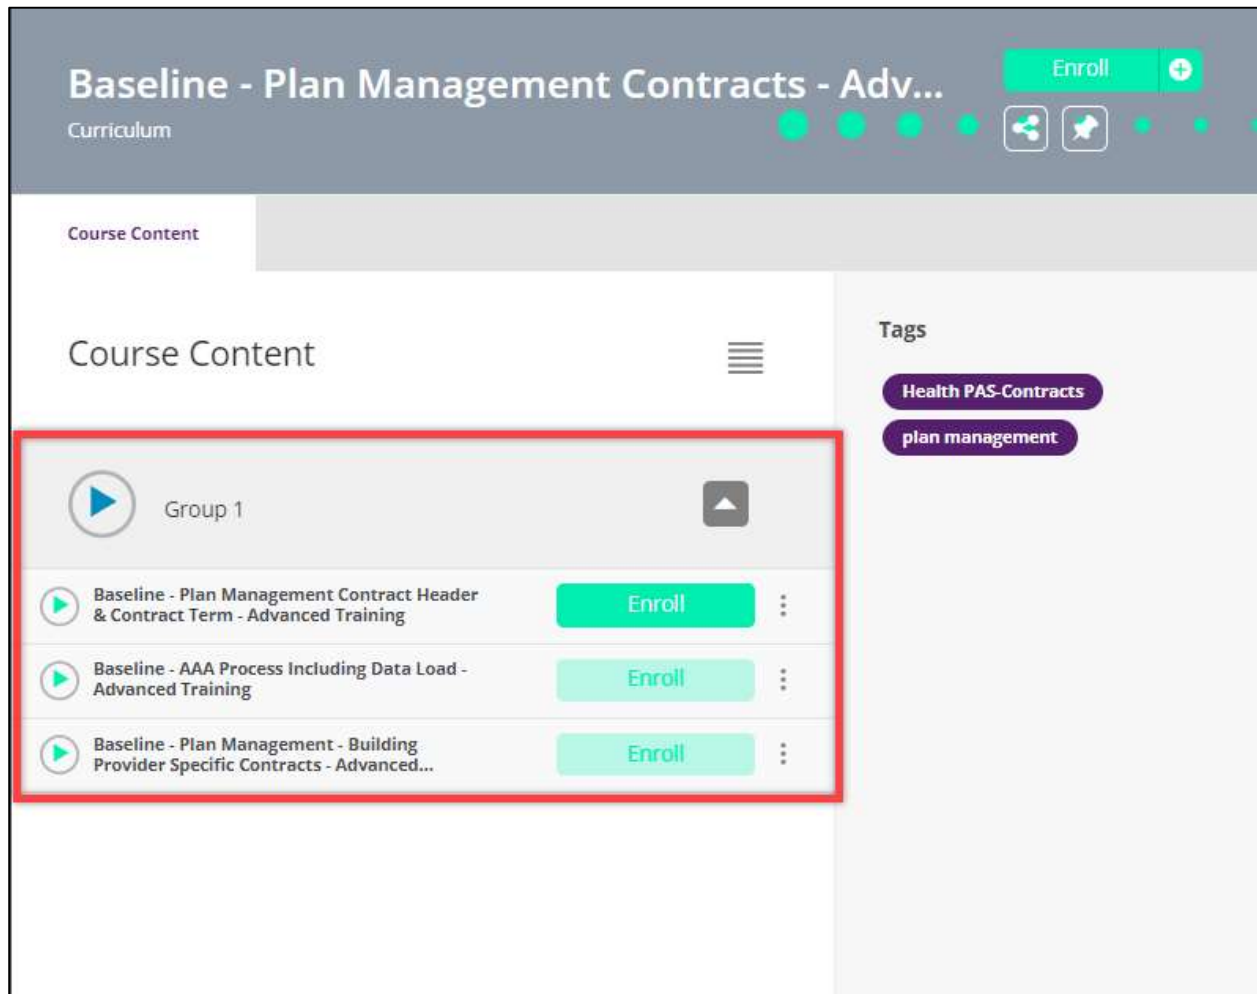 Baseline - Plan Management Contracts - Adv...
Enroll
Curriculum
Course Content
Course Content
Tags
Health PAS-Contracts
plan management
Group 1
Baseline - Plan Management Contract Header
& Contract Term - Advanced Training
Enroll
Baseline - AAA Process Including Data Load -
Advanced Training
Enroll
Baseline - Plan Management - Building
Provider Specific Contracts - Advanced...
Enroll